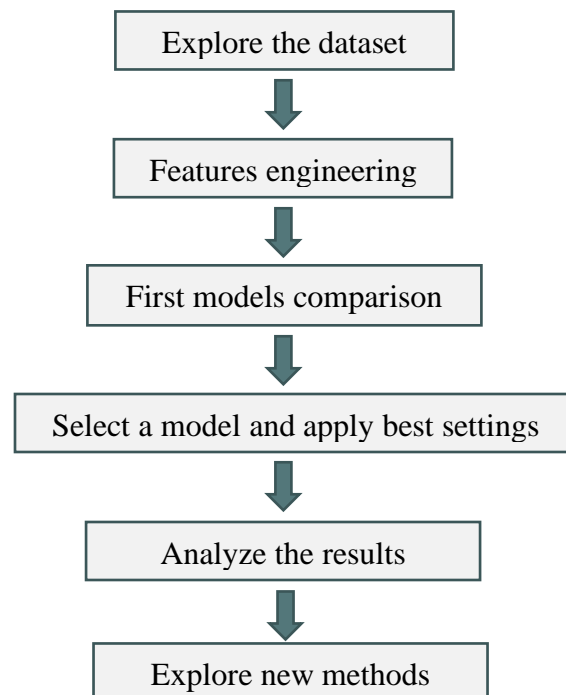 Explore the dataset
Features engineering
First models comparison
Select a model and apply best settings
Analyze the results
Explore new methods